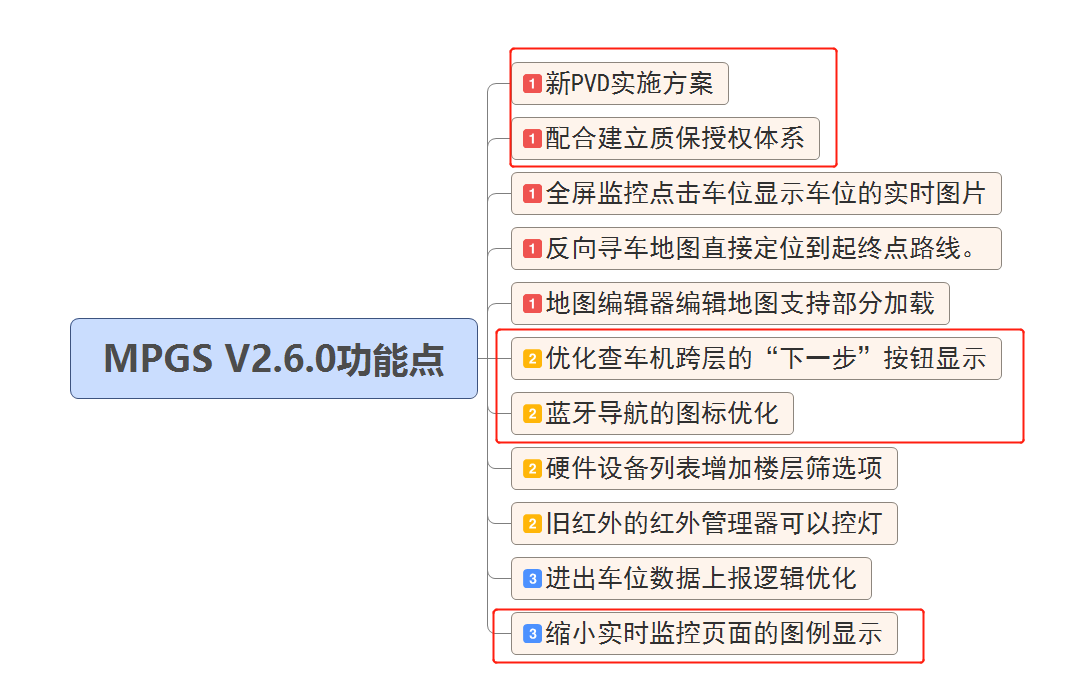 1新PVD实施方案
1配合建立质保授权体系
1全屏监控点击车位显示车位的实时图片
1反向寻车地图直接定位到起终点路线。
1地图编辑器编辑地图支持部分加载
MPGS V2.6.0功能点
2优化查车机跨层的“下一步”按钮显示
2蓝牙导航的图标优化
2硬件设备列表增加楼层筛选项
2旧红外的红外管理器可以控灯
3进出车位数据上报逻辑优化
3缩小实时监控页面的图例显示